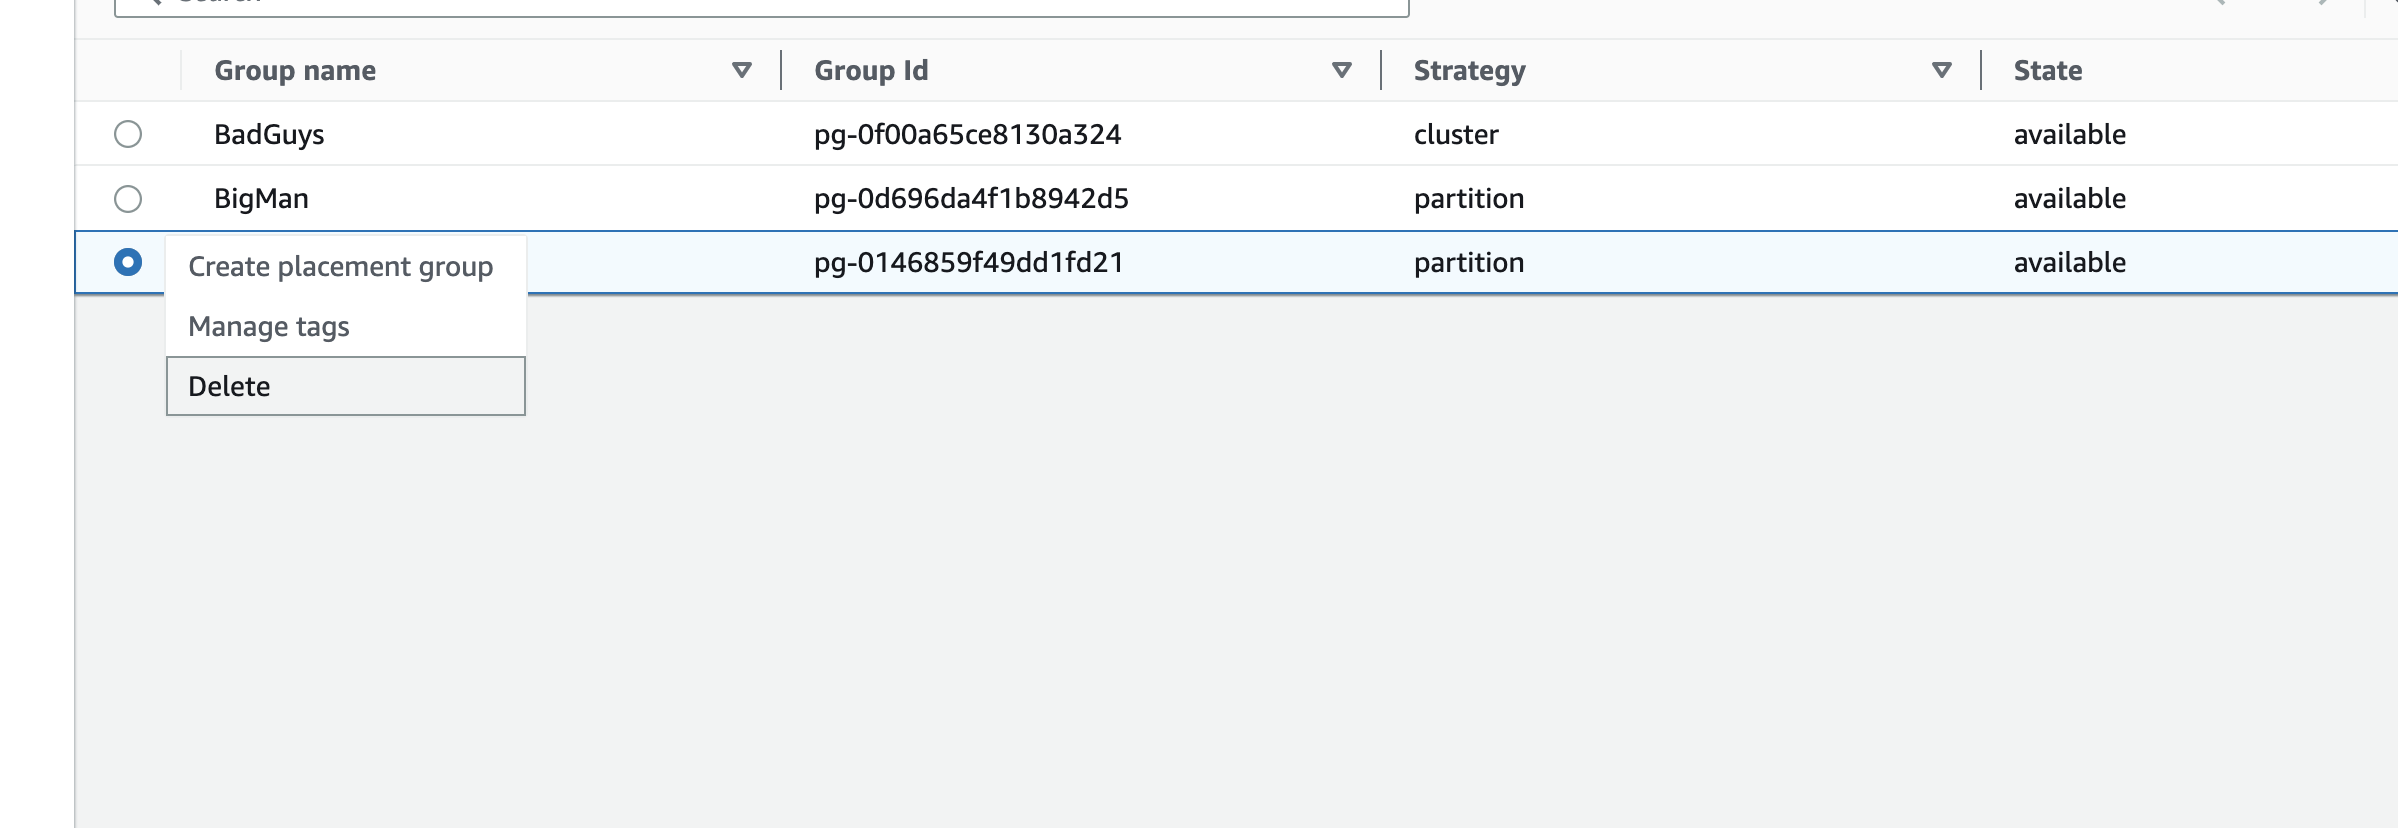 Group name Group Id Strategy State
BadGuys pg-0f00a65ce8130a324 cluster available
BigMan pg-0d696da4f1b8942d5 partition available
pg-0146859f49dd1fd21 partition available
Create placement group
Manage tags
Delete